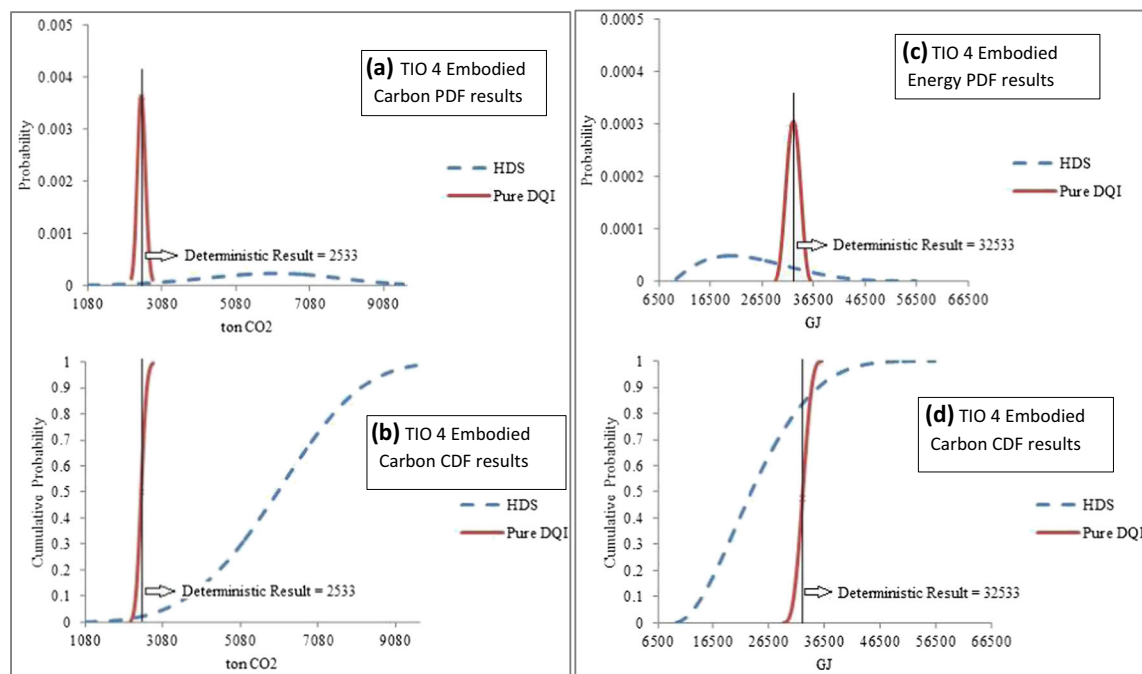 0.005
0.004
0.003
0.002
0.001
0
Probability
(a) TIO 4 Embodied
Carbon PDF results
HDS
Pure DQI
Deterministic Result = 2533
1080 3080 5080 7080 9080
ton CO2
0.0005
0.0004
0.0003
0.0002
0.0001
0
Probability
(c) TIO 4 Embodied
Energy PDF results
HDS
Pure DQI
Deterministic Result = 32533
6500 16500 26500 36500 46500 56500 66500
GJ
1
0.9
0.8
0.7
0.6
0.5
0.4
0.3
0.2
0.1
0
Cumulative Probability
(b) TIO 4 Embodied
Carbon CDF results
HDS
Pure DQI
Deterministic Result = 2533
1080 3080 5080 7080 9080
ton CO2
1
0.9
0.8
0.7
0.6
0.5
0.4
0.3
0.2
0.1
0
Cumulative Probability
(d) TIO 4 Embodied
Carbon CDF results
HDS
Pure DQI
Deterministic Result = 32533
6500 16500 26500 36500 46500 56500 66500
GJ